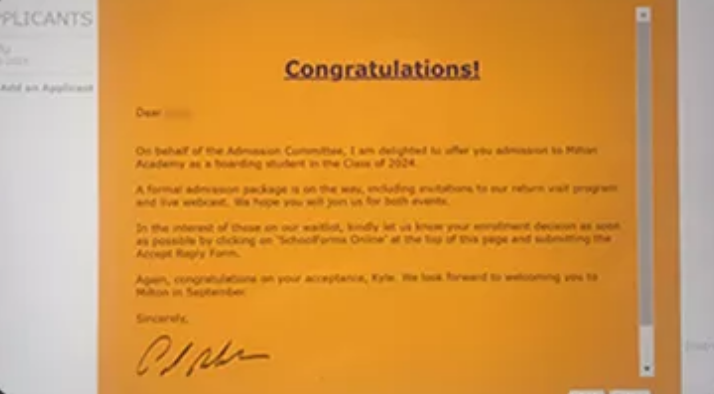 PPLICANTS
Add an Applicant
Congratulations!
Dear
On behalf of the Admission Committee, I am delighted to offer you admission to Milton
Academy as a boarding student in the Class of 2024.
A formal admission package is on the way, including invitations to our return visit program
and live webcast. We hope you will join us for both events.
In the interest of those on our waitlist, kindly let us know your enrollment decision as soon
as possible by clicking on 'SchoolForms Online' at the top of this page and submitting the
Accept Reply Form.
Again, congratulations on your acceptance, Kyle. We look forward to welcoming you to
Milton in September.
Sincerely,